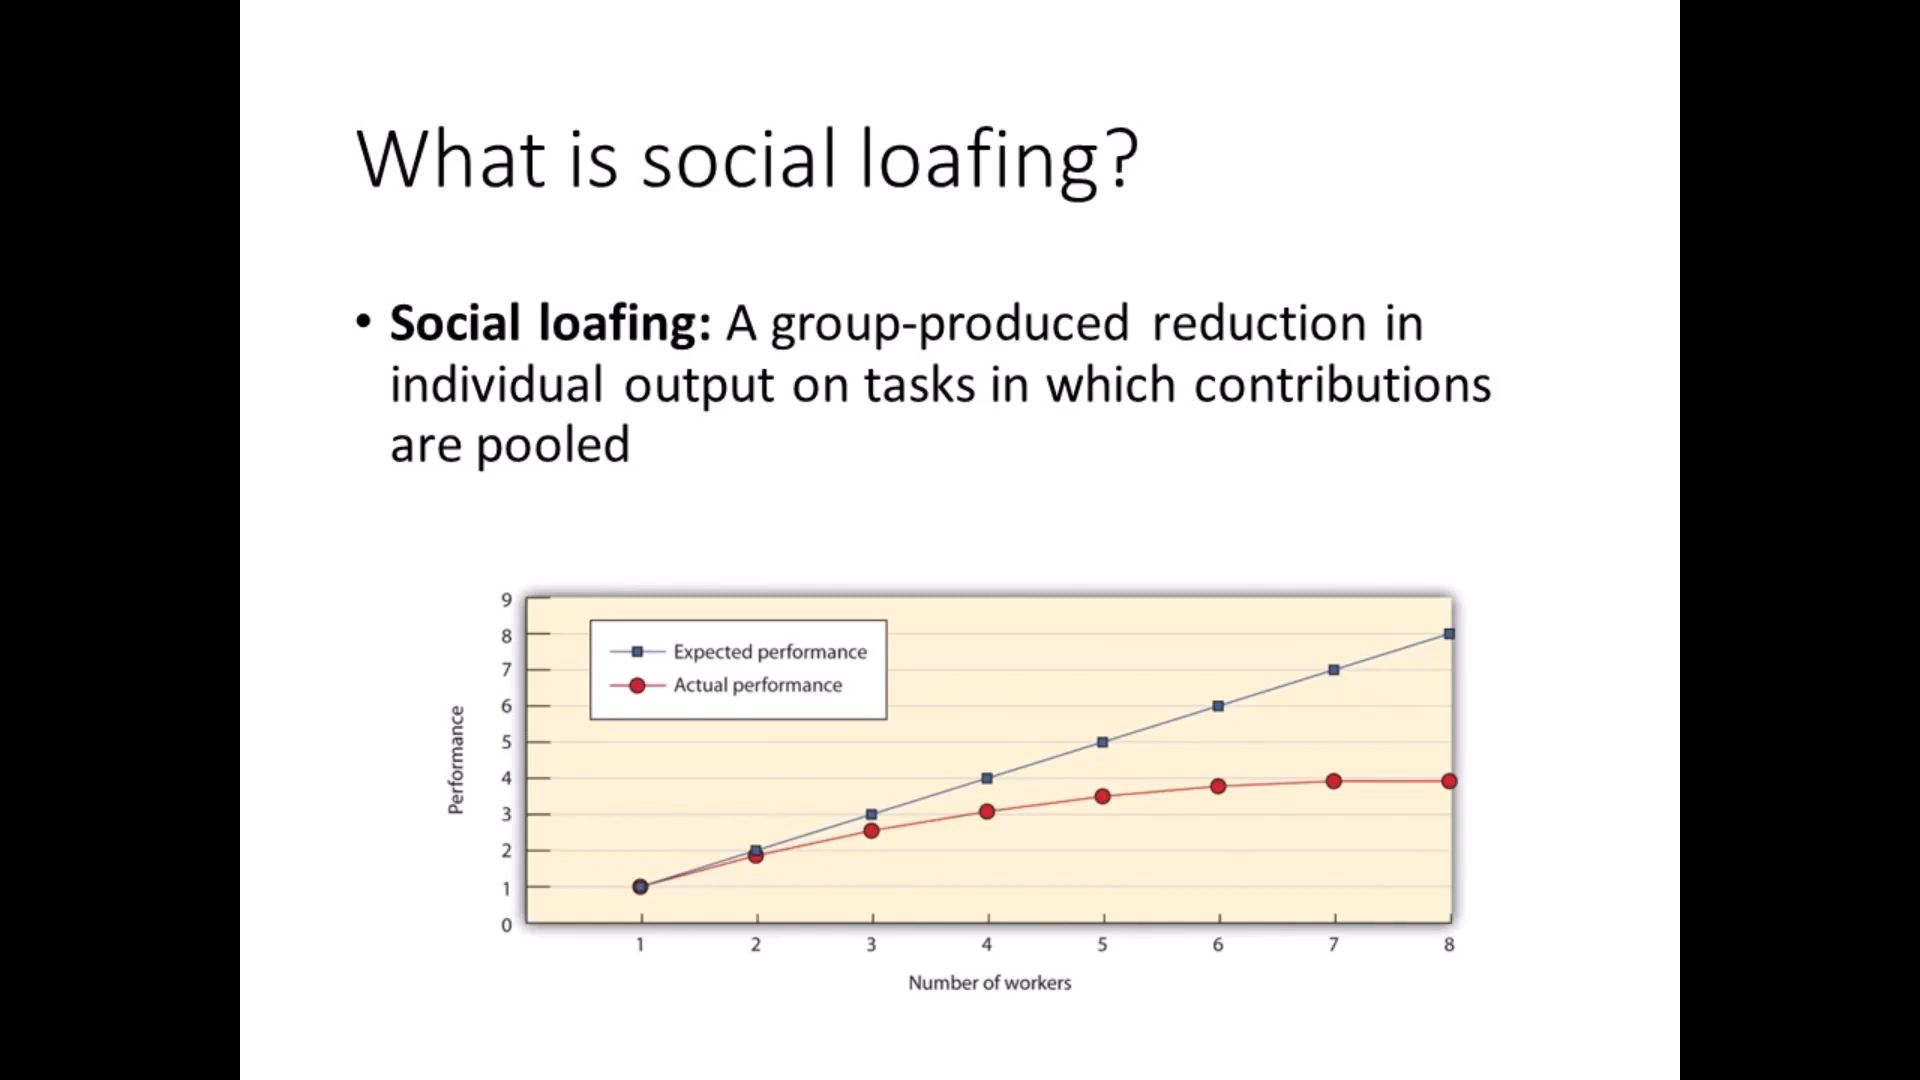 What is social loafing?
• Social loafing: A group-produced reduction in
individual output on tasks in which contributions
are pooled
9
8
7
6
5
4
3
2
1
0
Performance
Expected performance
Actual performance
1 2 3 4 5 6 7 8
Number of workers